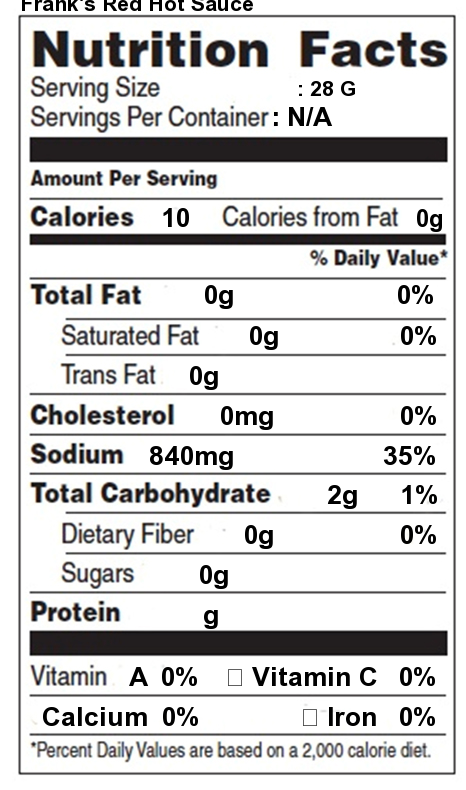 Frank's Red Hot Sauce
Nutrition Facts
Serving Size : 28 G
Servings Per Container : N/A
Amount Per Serving
Calories 10 Calories from Fat 0g
% Daily Value*
Total Fat 0g 0%
Saturated Fat 0g 0%
Trans Fat 0g
Cholesterol 0mg 0%
Sodium 840mg 35%
Total Carbohydrate 2g 1%
Dietary Fiber 0g 0%
Sugars 0g
Protein g
Vitamin A 0% □ Vitamin C 0%
Calcium 0% □ Iron 0%
*Percent Daily Values are based on a 2,000 calorie diet.